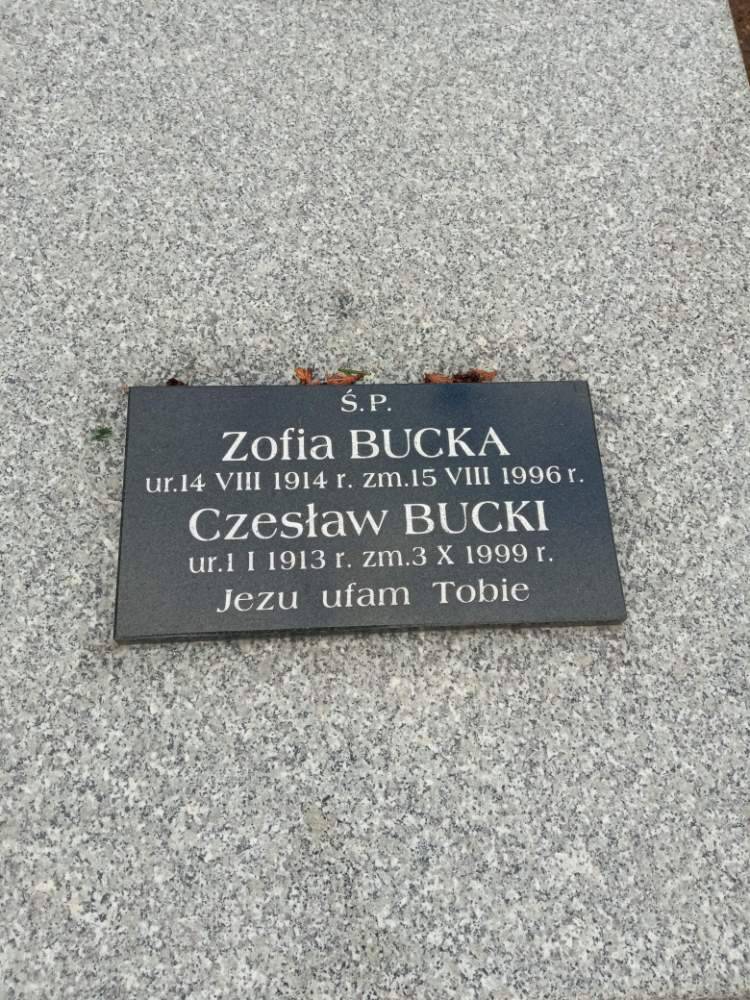 Ś.P.
Zofia BUCKA
ur.14 VIII 1914 r. zm.15 VIII 1996 r.
Czesław BUCKI
ur.1 I 1913 r. zm.3 X 1999 r.
Jezu ufam Tobie